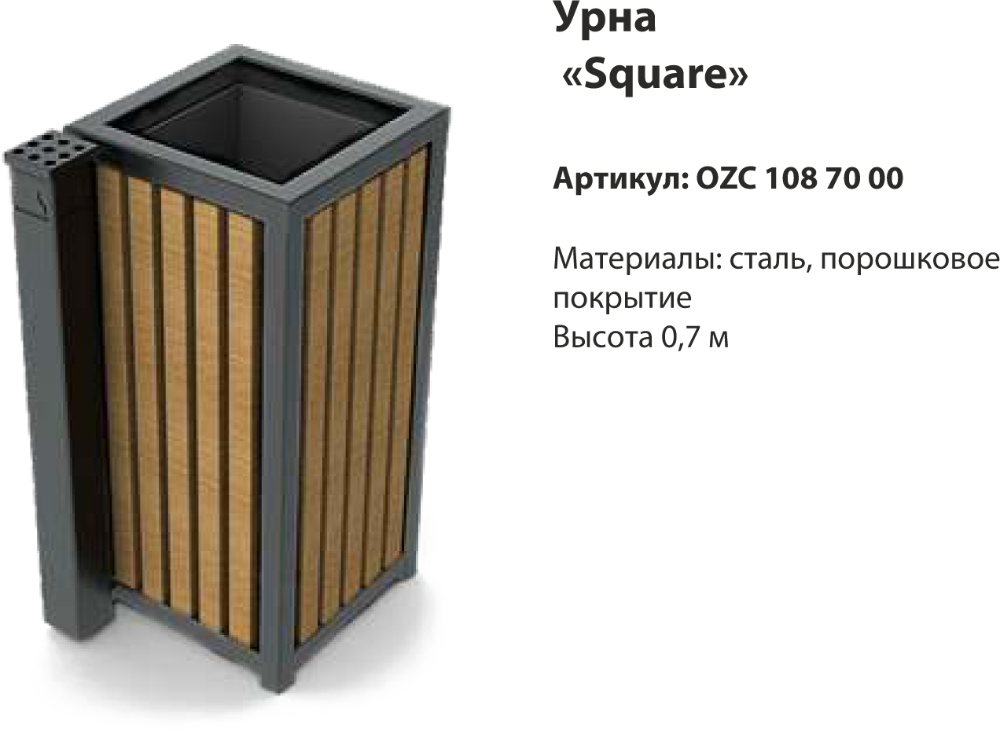 Урна
«Square»
Артикул: OZC 108 70 00
Материалы: сталь, порошковое
покрытие
Высота 0,7 м